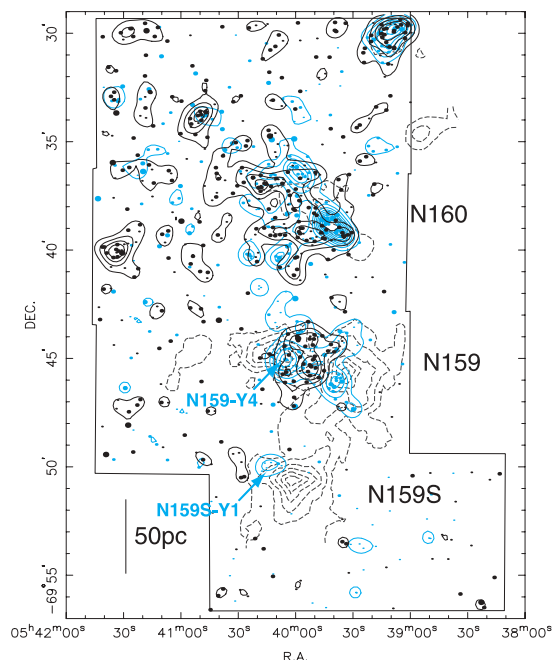 30'
35'
N160
40'
DEC.
N159
45'
N159-Y4
50'
N159S-Y1
N159S
50pc
−69°55'
05h42m00s 30s 41m00s 30s 40m00s 30s 39m00s 30s 38m00s
R.A.